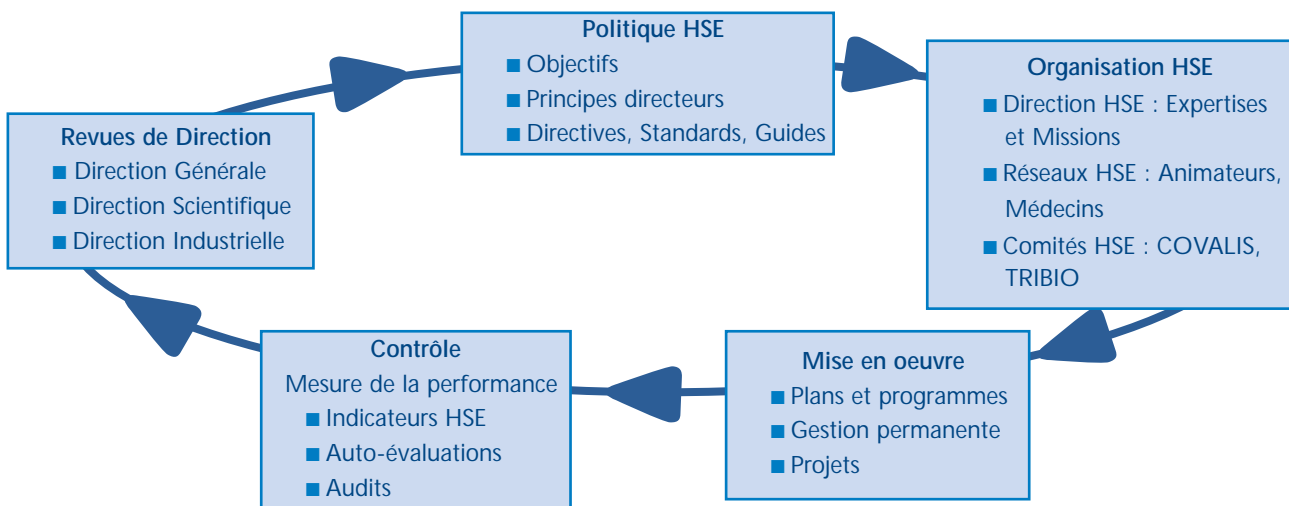 Politique HSE
■ Objectifs
■ Principes directeurs
■ Directives, Standards, Guides
Organisation HSE
■ Direction HSE : Expertises
et Missions
■ Réseaux HSE : Animateurs,
Médecins
■ Comités HSE : COVALIS,
TRIBIO
Mise en oeuvre
■ Plans et programmes
■ Gestion permanente
■ Projets
Contrôle
Mesure de la performance
■ Indicateurs HSE
■ Auto-évaluations
■ Audits
Revues de Direction
■ Direction Générale
■ Direction Scientifique
■ Direction Industrielle